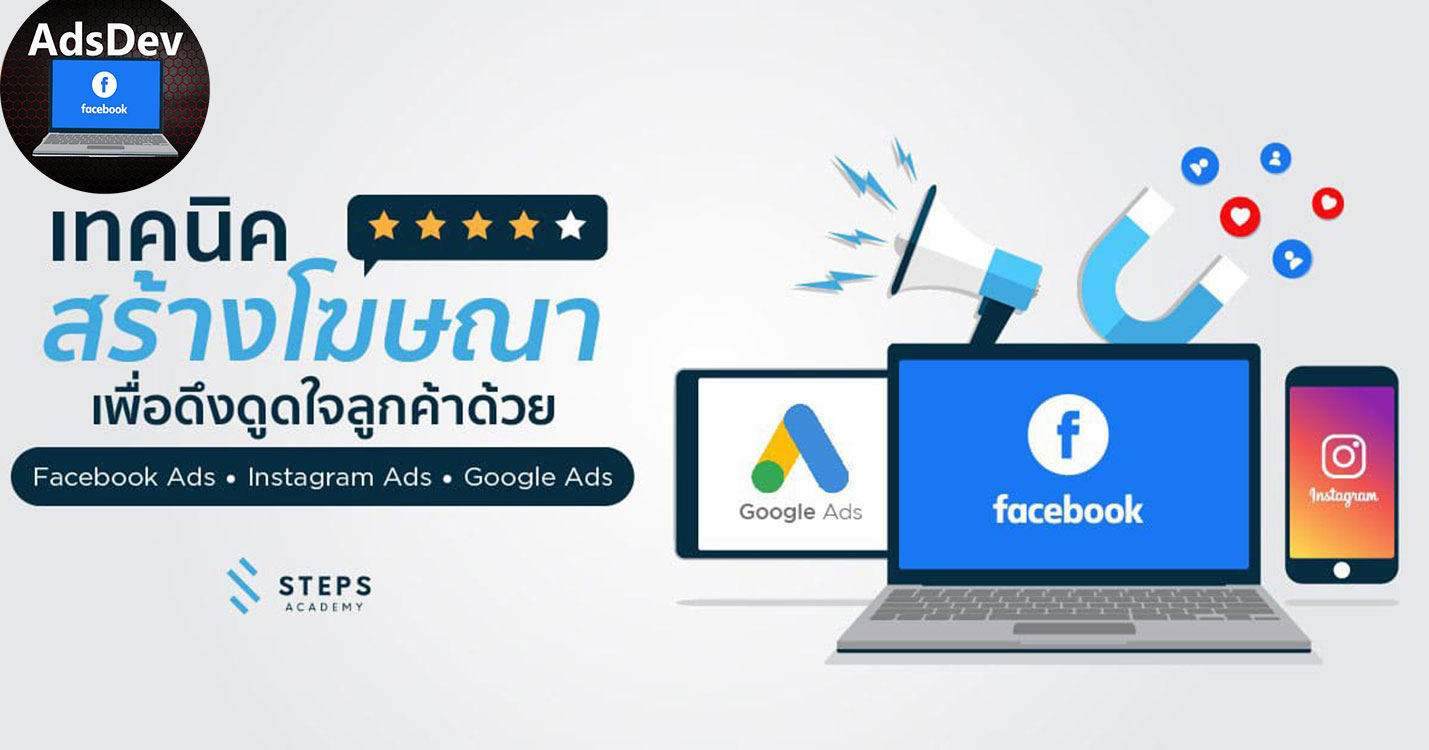 AdsDev
facebook
เทคนิค
สร้างโฆษณา
เพื่อดึงดูดใจลูกค้าด้วย
Facebook Ads • Instagram Ads • Google Ads
STEPS
ACADEMY
Google Ads
facebook
Instagram